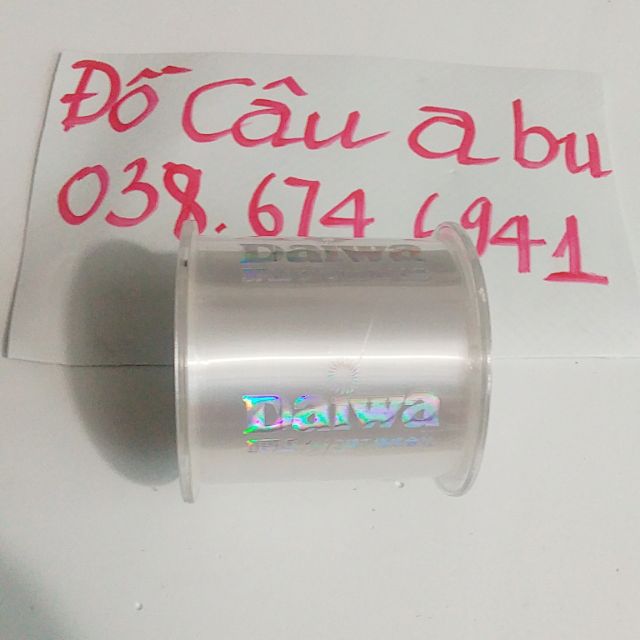 Đồ Câu a bu
038.674 6941
Daiwa
Daiwa